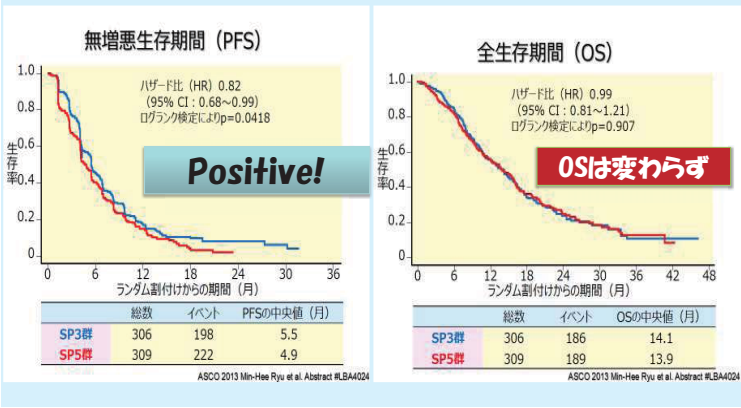 無増悪生存期間（PFS）
ハザード比（HR）0.82
（95% CI：0.68～0.99）
ログランク検定によりp=0.0418
Positive!
生存率
1.0
0.8
0.6
0.4
0.2
0
0 6 12 18 24 30 36
ランダム割付けからの期間（月）
総数 イベント PFSの中央値（月）
SP3群 306 198 5.5
SP5群 309 222 4.9
ASCO 2013 Min-Hee Ryu et al. Abstract #LBA4024
全生存期間（OS）
ハザード比（HR）0.99
（95% CI：0.81～1.21）
ログランク検定によりp=0.907
OSは変わらず
生存率
1.0
0.8
0.6
0.4
0.2
0
0 6 12 18 24 30 36 42 48
ランダム割付けからの期間（月）
総数 イベント OSの中央値（月）
SP3群 306 186 14.1
SP5群 309 189 13.9
ASCO 2013 Min-Hee Ryu et al. Abstract #LBA4024